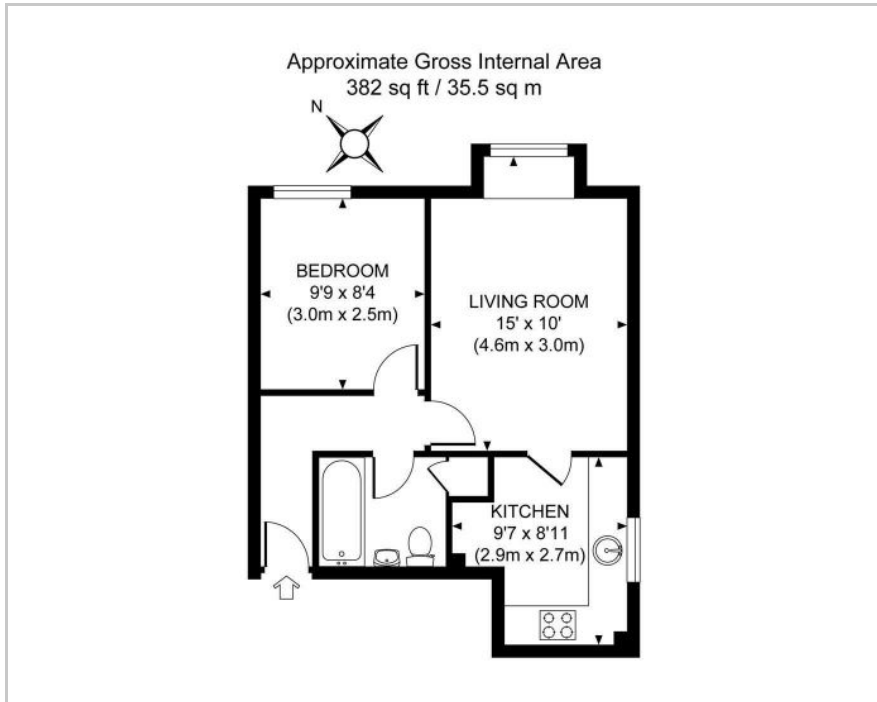 Approximate Gross Internal Area
382 sq ft / 35.5 sq m
N
BEDROOM
9'9 x 8'4
(3.0m x 2.5m)
LIVING ROOM
15' x 10'
(4.6m x 3.0m)
KITCHEN
9'7 x 8'11
(2.9m x 2.7m)